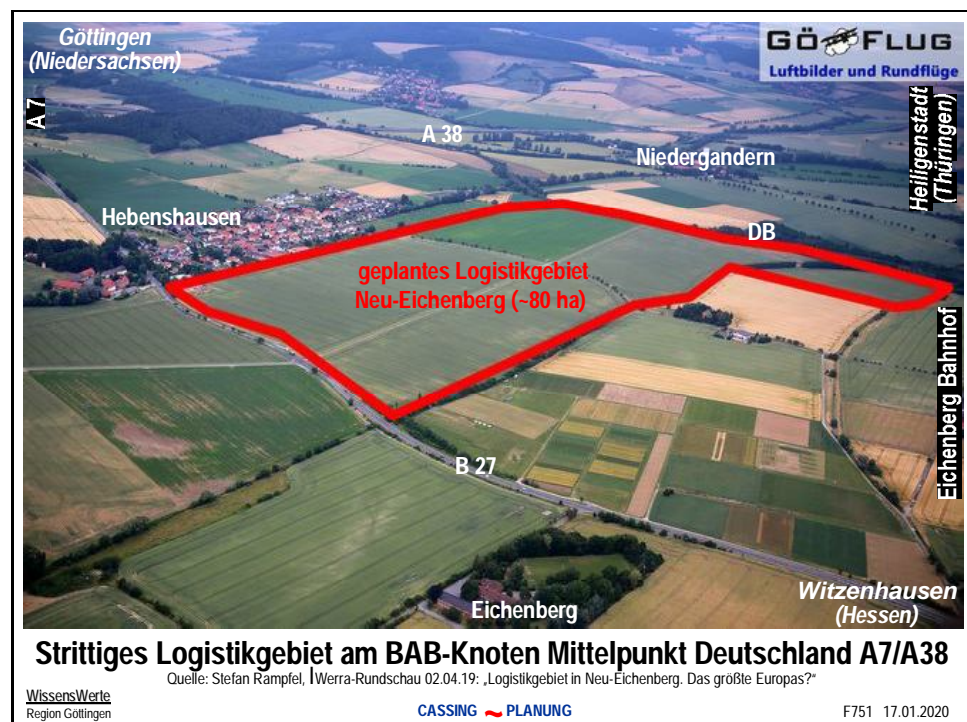 Göttingen
(Niedersachsen)
GÖ FLUG
Luftbilder und Rundflüge
A 7
A 38
Niedergandern
Heiligenstadt
(Thüringen)
Hebenshausen
DB
geplantes Logistikgebiet
Neu-Eichenberg (~80 ha)
Eichenberg Bahnhof
B 27
Eichenberg
Witzenhausen
(Hessen)
Strittiges Logistikgebiet am BAB-Knoten Mittelpunkt Deutschland A7/A38
Quelle: Stefan Rampfel, Werra-Rundschau 02.04.19: „Logistikgebiet in Neu-Eichenberg. Das größte Europas?“
WissensWerte
Region Göttingen
CASSING ~ PLANUNG
F751 17.01.2020